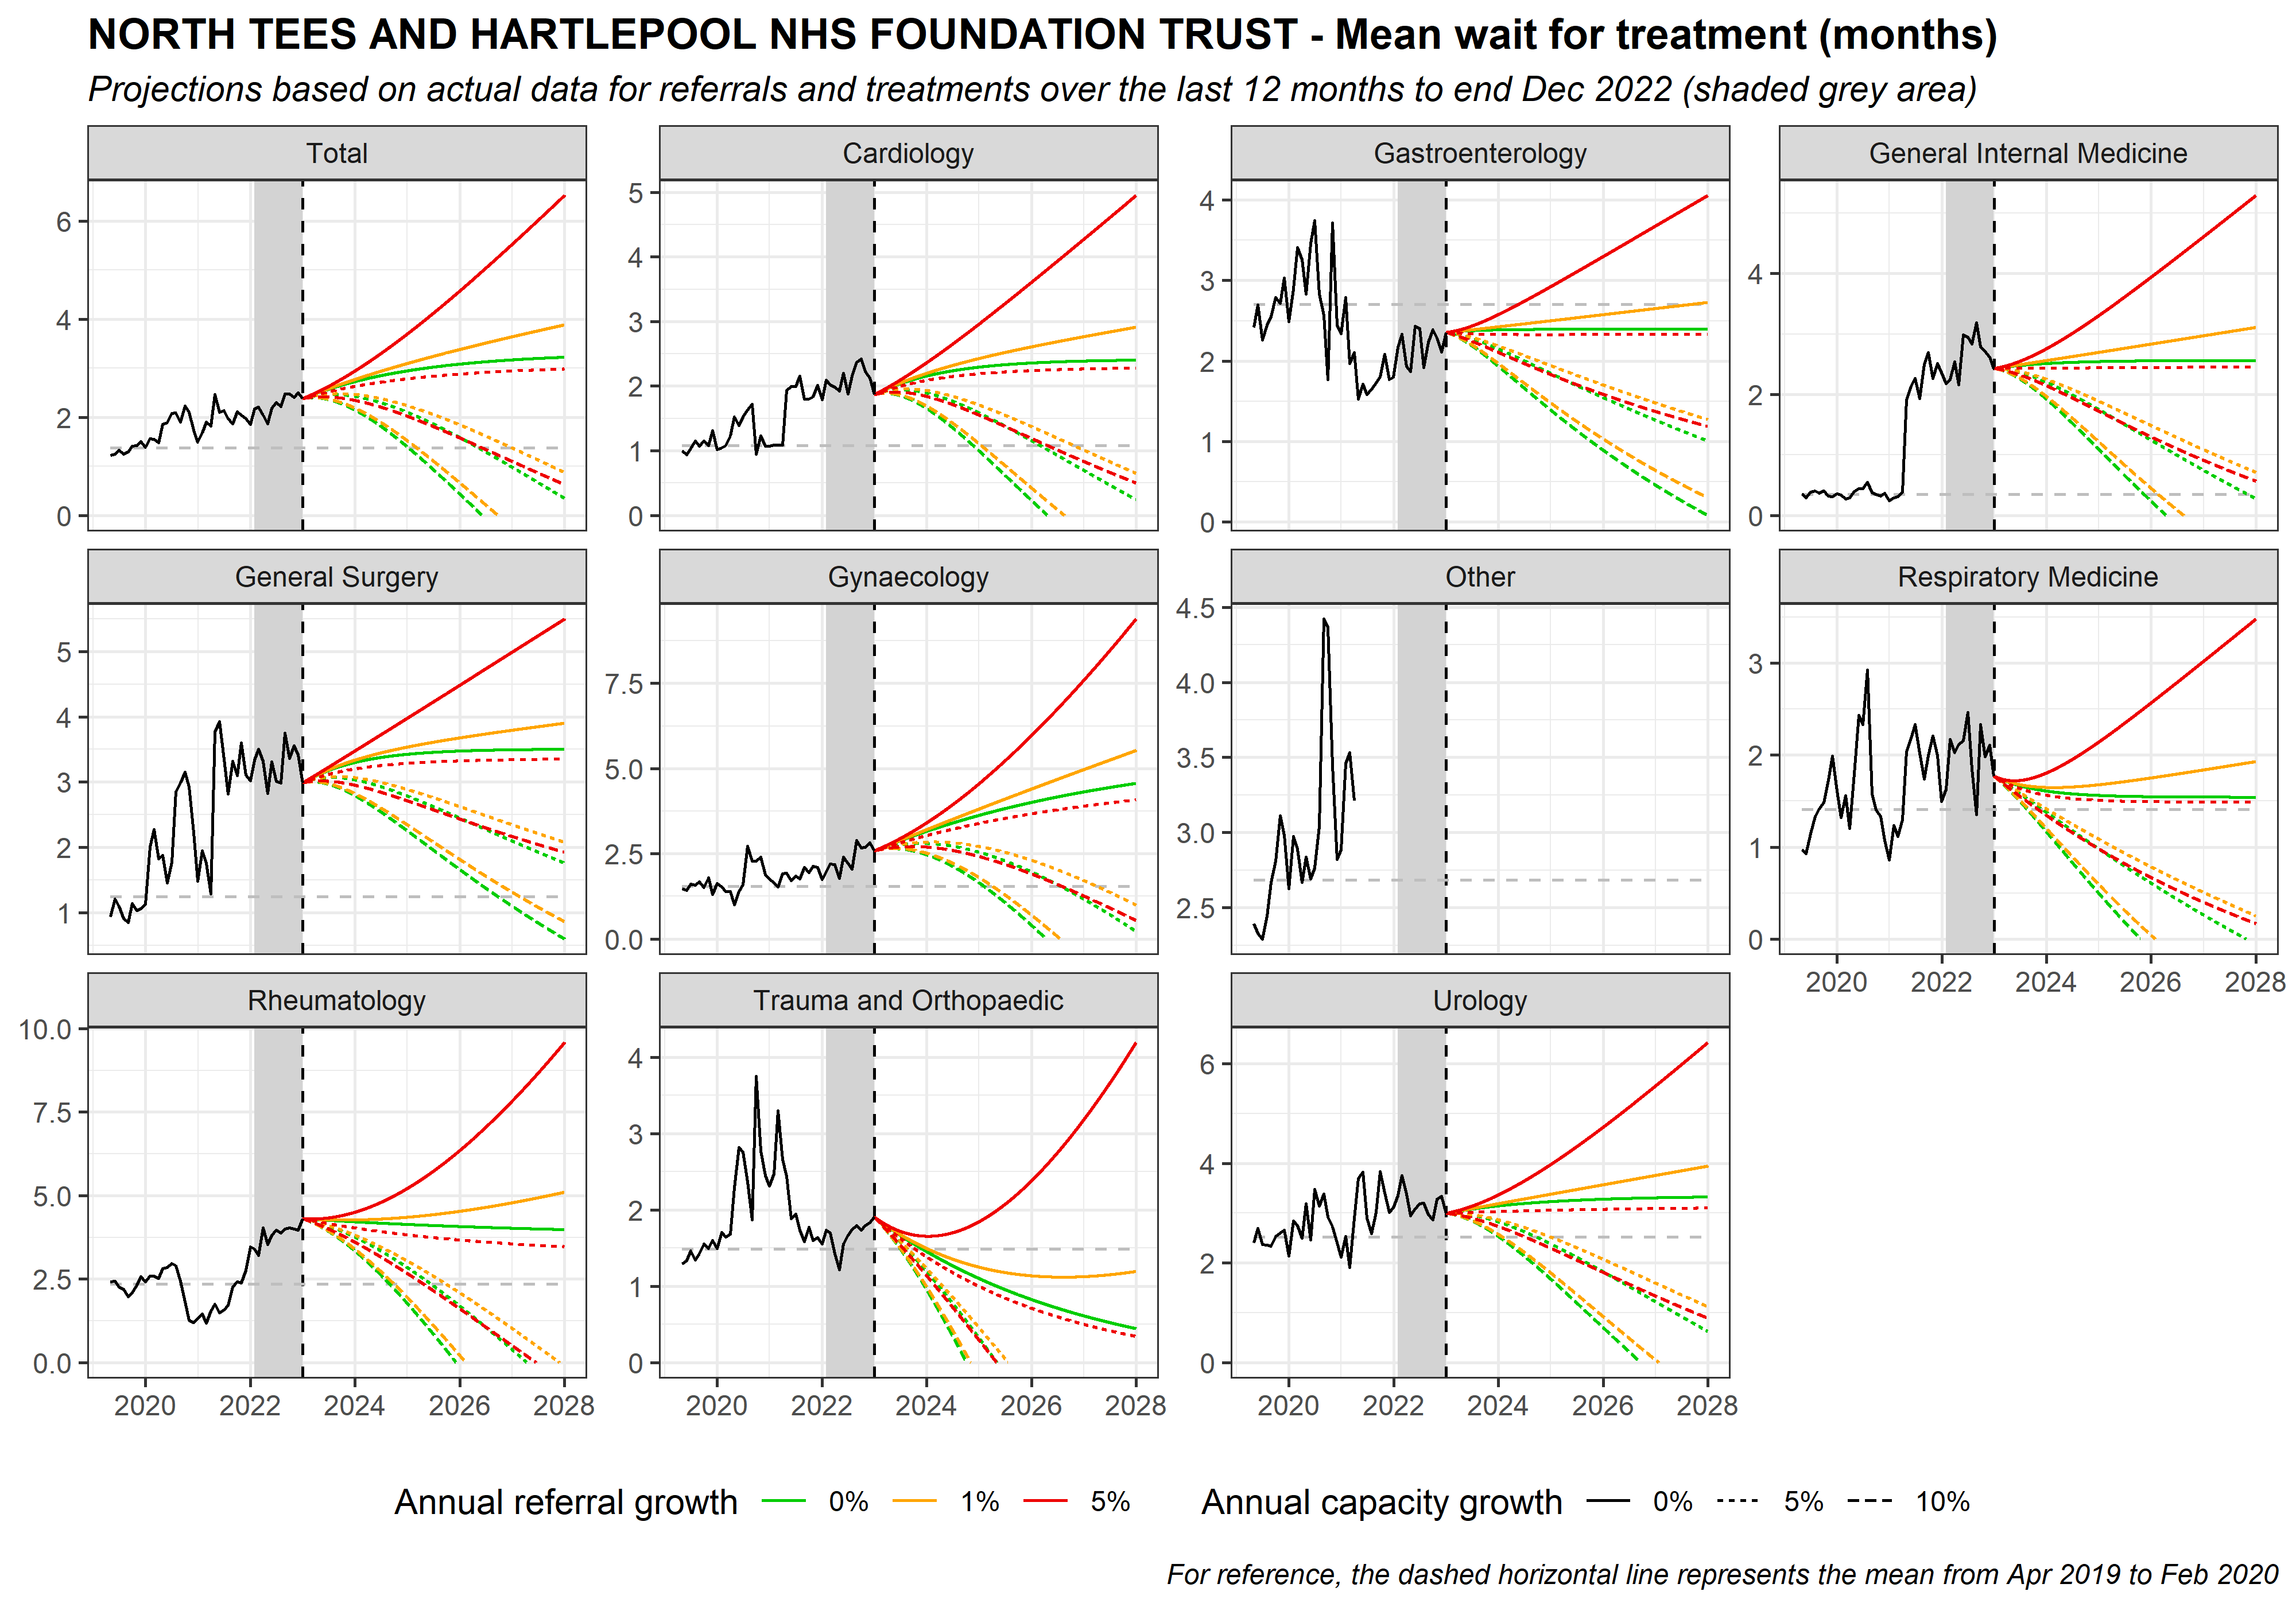 NORTH TEES AND HARTLEPOOL NHS FOUNDATION TRUST - Mean wait for treatment (months)
Projections based on actual data for referrals and treatments over the last 12 months to end Dec 2022 (shaded grey area)
Total
Cardiology
Gastroenterology
General Internal Medicine
6
4
2
0
5
4
3
2
1
0
4
3
2
1
0
4
2
0
General Surgery
Gynaecology
Other
Respiratory Medicine
5
4
3
2
1
7.5
5.0
2.5
0.0
4.5
4.0
3.5
3.0
2.5
3
2
1
0
2020 2022 2024 2026 2028
Rheumatology
Trauma and Orthopaedic
Urology
10.0
7.5
5.0
2.5
0.0
4
3
2
1
0
6
4
2
0
2020 2022 2024 2026 2028
2020 2022 2024 2026 2028
2020 2022 2024 2026 2028
Annual referral growth 0% 1% 5%
Annual capacity growth 0% 5% 10%
For reference, the dashed horizontal line represents the mean from Apr 2019 to Feb 2020